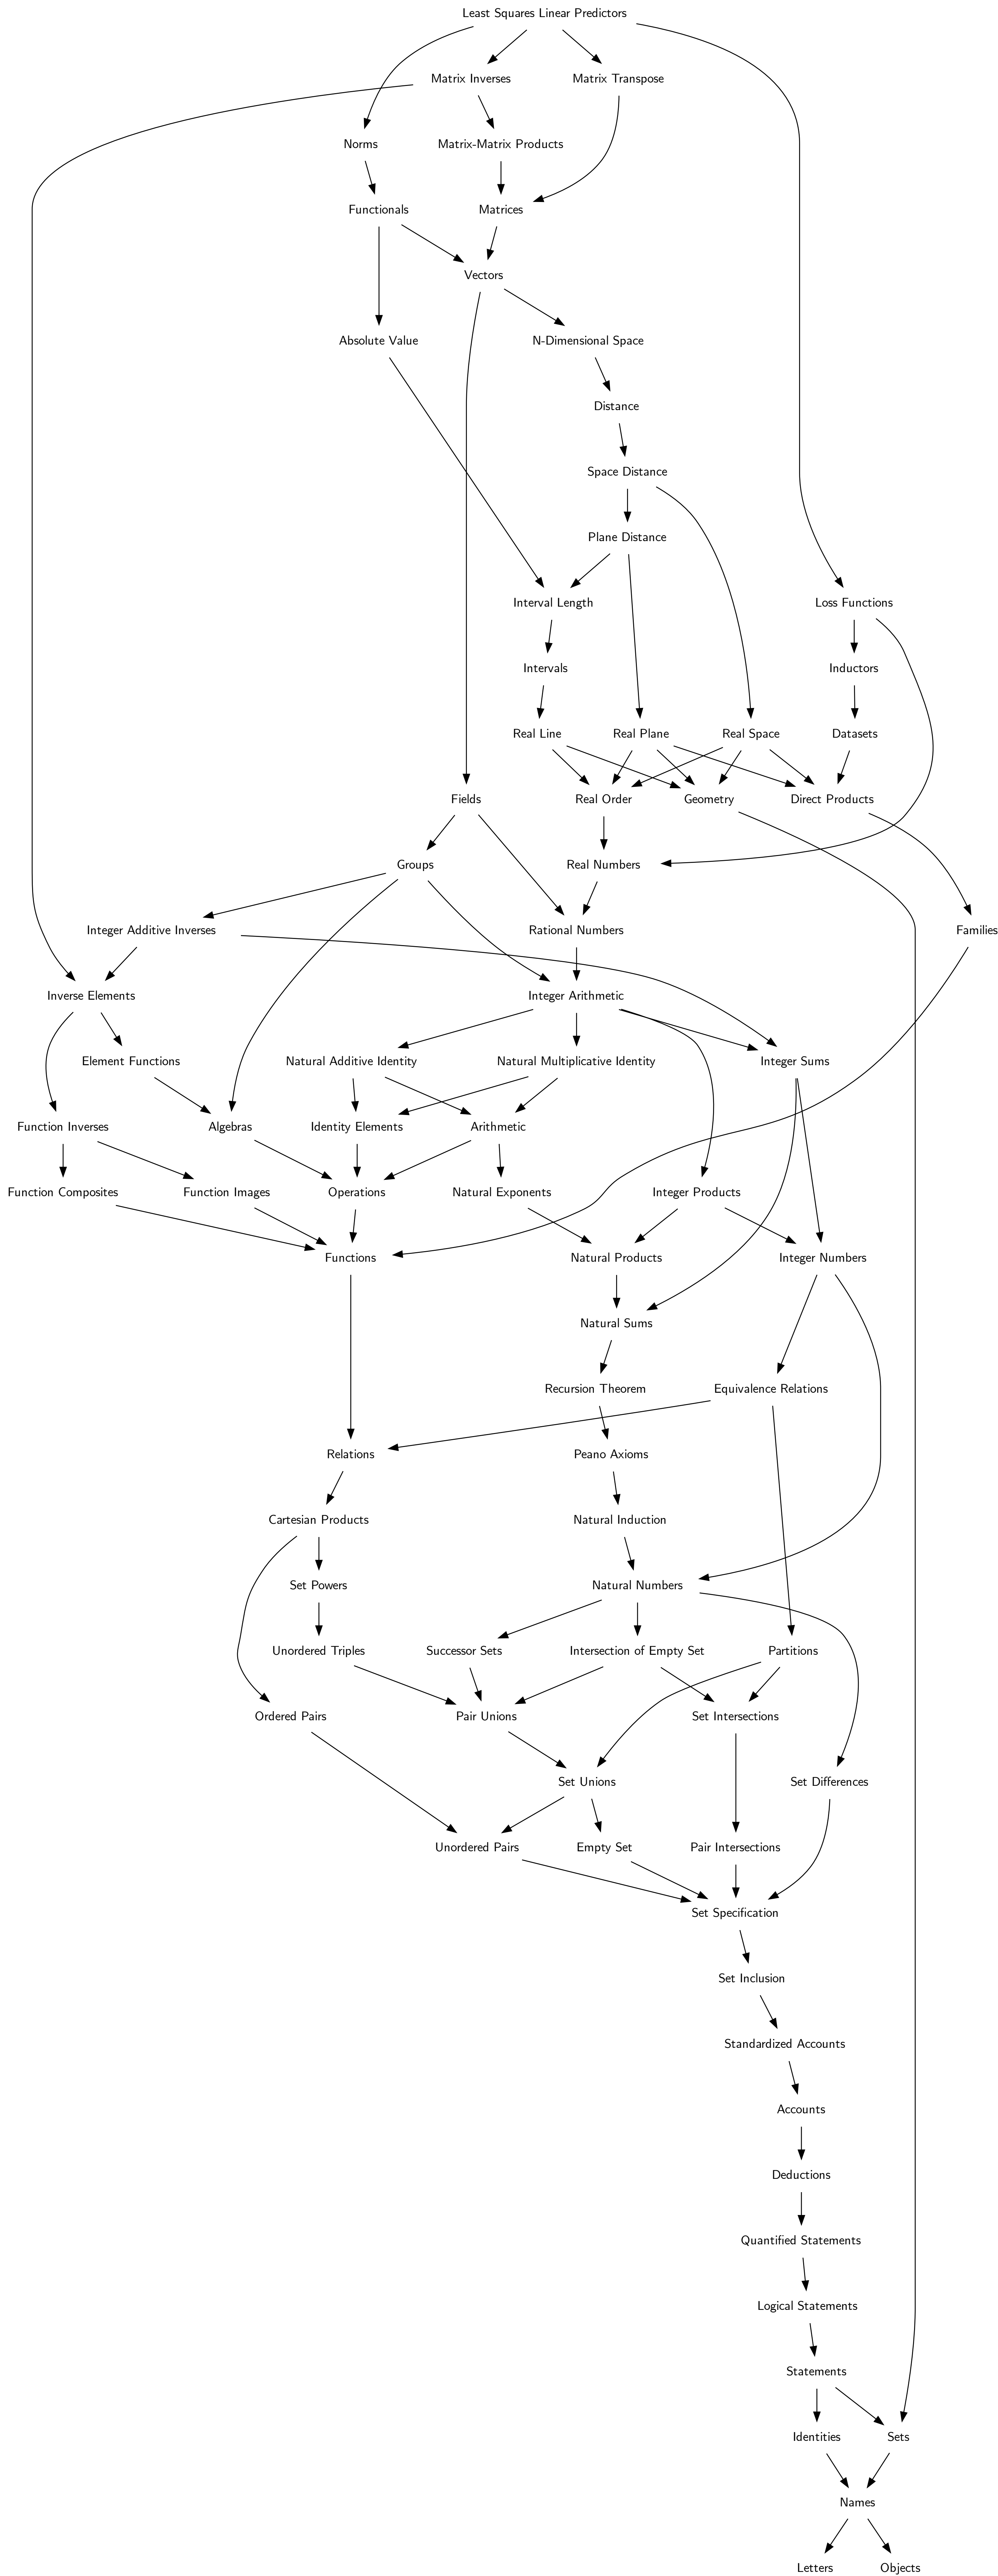 Least Squares Linear Predictors
Matrix Inverses
Matrix Transpose
Norms
Matrix-Matrix Products
Functionals
Matrices
Vectors
Absolute Value
N-Dimensional Space
Distance
Space Distance
Plane Distance
Interval Length
Loss Functions
Intervals
Inductors
Real Line
Real Plane
Real Space
Datasets
Fields
Real Order
Geometry
Direct Products
Groups
Real Numbers
Integer Additive Inverses
Rational Numbers
Families
Inverse Elements
Integer Arithmetic
Element Functions
Natural Additive Identity
Natural Multiplicative Identity
Integer Sums
Function Inverses
Algebras
Identity Elements
Arithmetic
Function Composites
Function Images
Operations
Natural Exponents
Integer Products
Functions
Natural Products
Integer Numbers
Natural Sums
Recursion Theorem
Equivalence Relations
Relations
Peano Axioms
Cartesian Products
Natural Induction
Set Powers
Natural Numbers
Unordered Triples
Successor Sets
Intersection of Empty Set
Partitions
Ordered Pairs
Pair Unions
Set Intersections
Set Unions
Set Differences
Unordered Pairs
Empty Set
Pair Intersections
Set Specification
Set Inclusion
Standardized Accounts
Accounts
Deductions
Quantified Statements
Logical Statements
Statements
Identities
Sets
Names
Letters
Objects